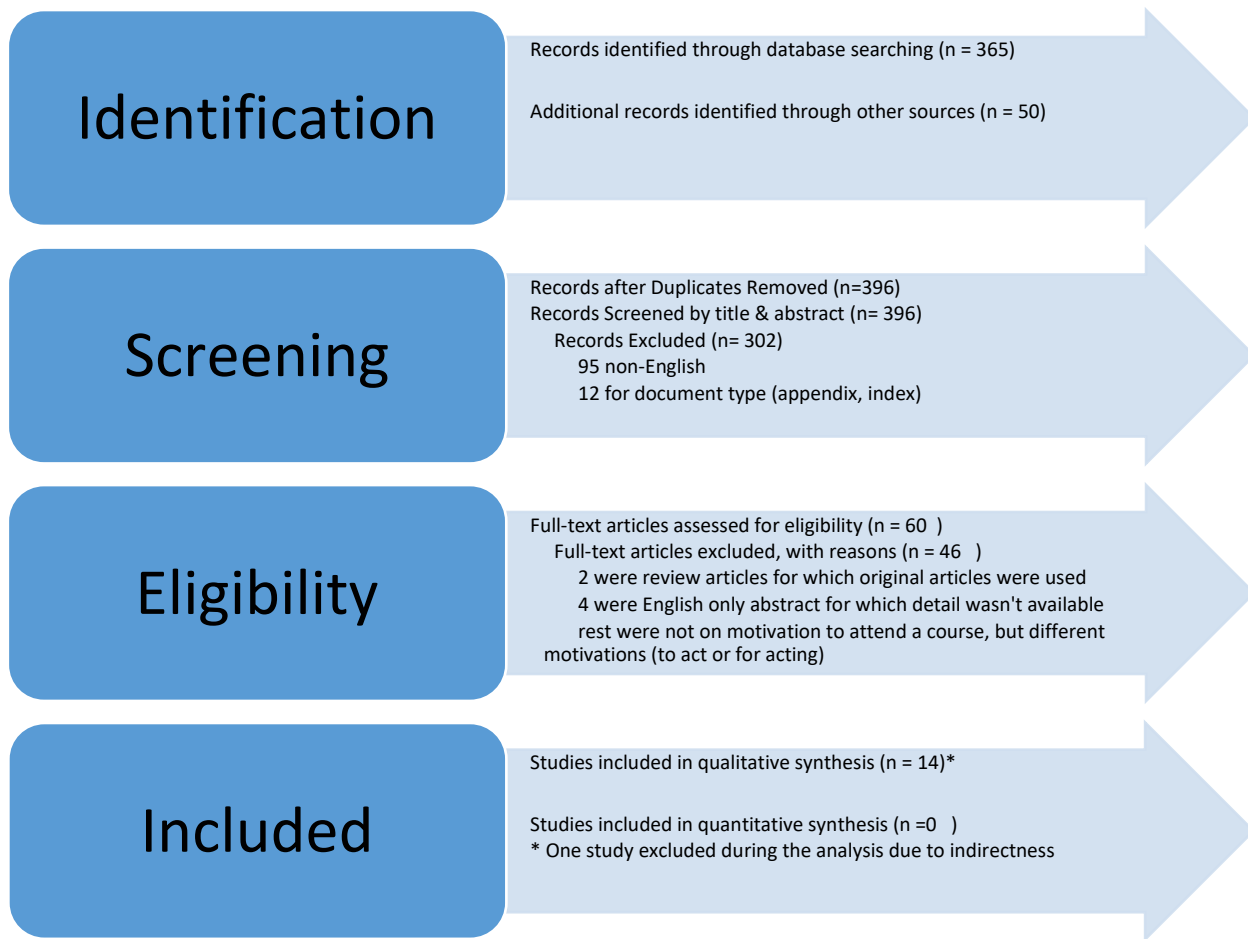 Identification
Records identified through database searching (n = 365)
Additional records identified through other sources (n = 50)
Screening
Records after Duplicates Removed (n=396)
Records Screened by title & abstract (n= 396)
Records Excluded (n= 302)
95 non-English
12 for document type (appendix, index)
Eligibility
Full-text articles assessed for eligibility (n = 60  )
Full-text articles excluded, with reasons (n = 46  )
2 were review articles for which original articles were used
4 were English only abstract for which detail wasn't available
rest were not on motivation to attend a course, but different
motivations (to act or for acting)
Included
Studies included in qualitative synthesis (n = 14)*
Studies included in quantitative synthesis (n =0  )
* One study excluded during the analysis due to indirectness